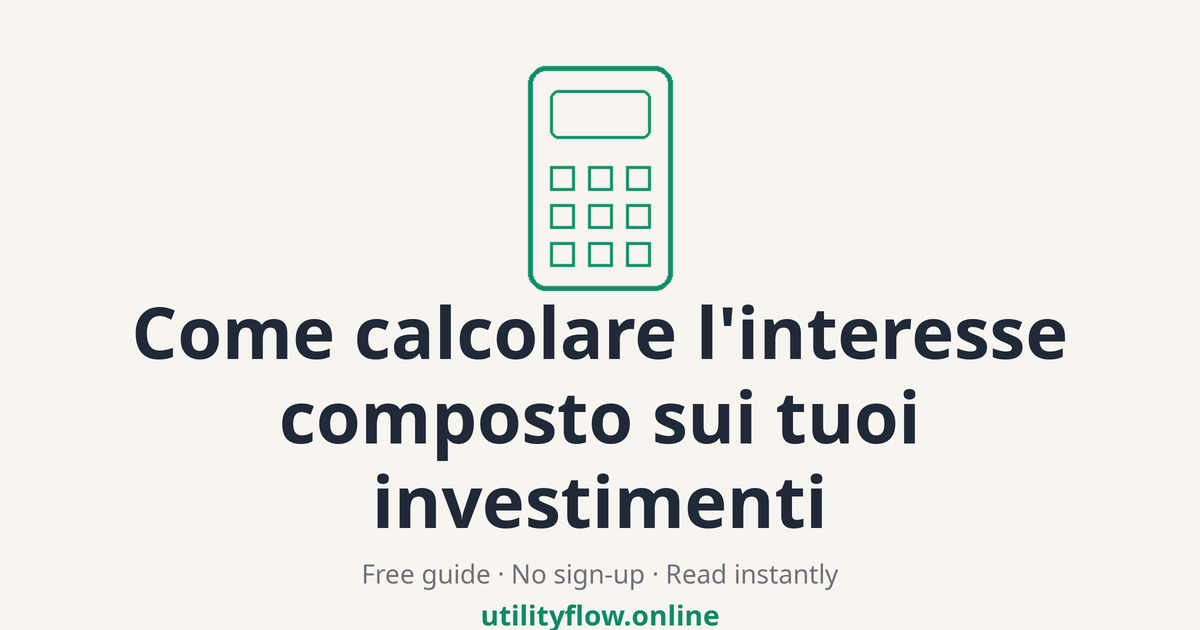 Come calcolare l'interesse
composto sui tuoi
investimenti
Free guide · No sign-up · Read instantly
utilityflow.online